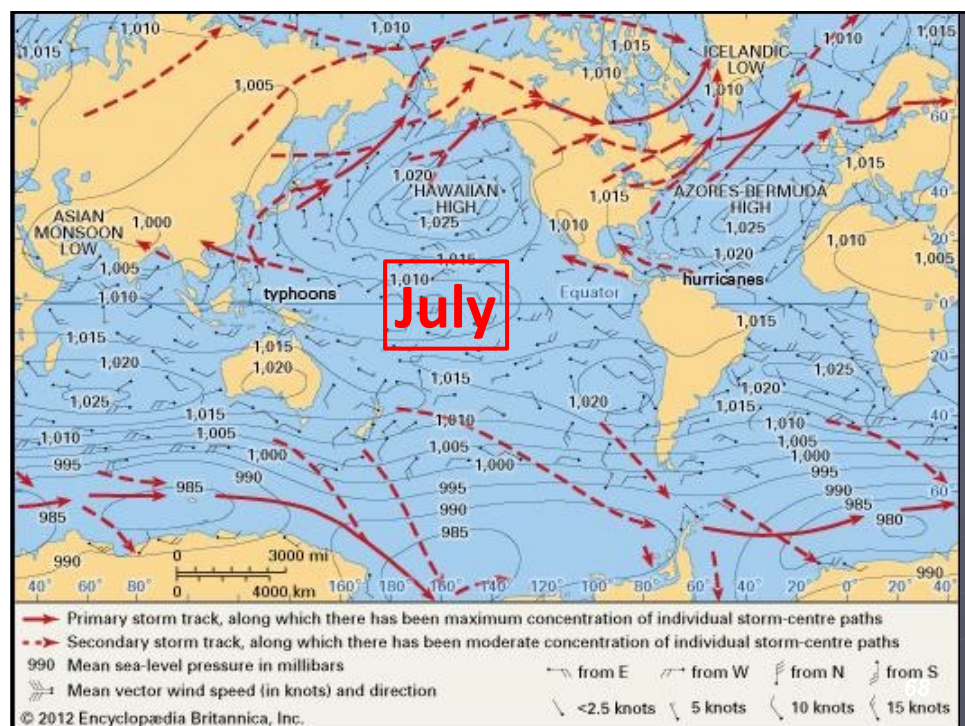 1,015
1,010
1,010
1,015
ICELANDIC
LOW
1,010
1,015
1,005
1,010
1,010
60°
1,020
HAWAIIAN
HIGH
1,025
1,015
AZORES-BERMUDA
HIGH
1,025
1,015
40
ASIAN
MONSOON
LOW
1,000
1,005
1,010
1,015
1,010
1,020
1,010
1,005
20°
typhoons
1,010
July
Equator
hurricanes
0°
1,015
1,020
1,025
1,015
1,020
1,015
1,015
1,020
1,015
1,020
1,025
1,015
20
1,010
1,015
1,005
1,000
995
990
985
985
1,010
1,005
1,000
995
990
985
1,010
1,005
1,000
995
990
985
980
40
60
990
0 3000 mi
0 4000 km
990
40° 80° 120° 160° 180° 160° 140° 120° 100° 80° 60° 40° 20° 0° 20° 40°
Primary storm track, along which there has been maximum concentration of individual storm-centre paths
Secondary storm track, along which there has been moderate concentration of individual storm-centre paths
990 Mean sea-level pressure in millibars
from E from W from N from S
Mean vector wind speed (in knots) and direction
68
<2.5 knots 5 knots 10 knots 15 knots
© 2012 Encyclopædia Britannica, Inc.